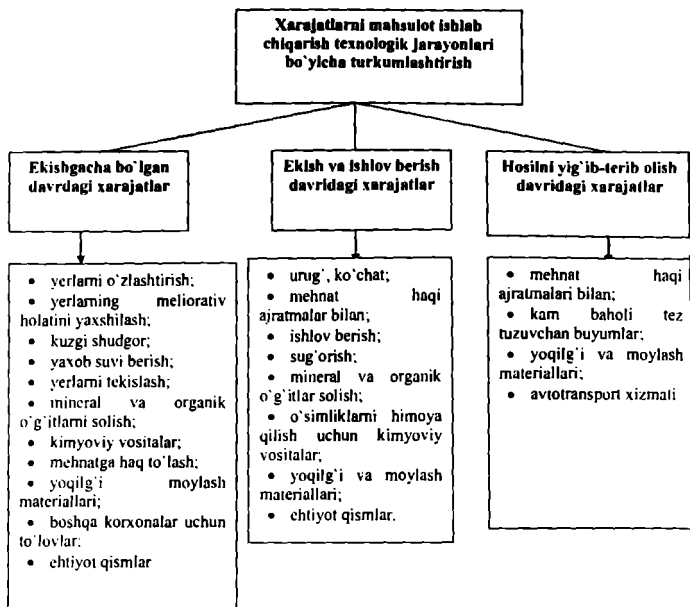 Xarajatlarni mahsulot ishlab
chiqarish texnologik jarayonlari
bo`ylcha turkumlashtirish
Ekishgacha bo`lgan
davrdagi xarajatlar
• yerlarni o`zlashtirish;
• yerlarning meliorativ
holatini yaxshilash;
• kuzgi shudgor;
• yaxob suvi berish;
• yerlarni tekislash;
• mineral va organik
o`g`itlarni solish;
• kimyoviy vositalar;
• mehnatga haq to`lash;
• yoqilg`i moylash
materiallari;
• boshqa korxonalar uchun
to`lovlar;
• ehtiyot qismlar
Ekish va ishlov berish
davridagi xarajatlar
• urug`, ko`chat;
• mehnat haqi
ajratmalar bilan;
• ishlov berish;
• sug`orish;
• mineral va organik
o`g`itlar solish;
• o`simliklarni himoya
qilish uchun kimyoviy
vositalar;
• yoqilg`i va moylash
materiallari;
• ehtiyot qismlar.
Hosilni yig`ib-terib olish
davridagi xarajatlar
• mehnat haqi
ajratmalari bilan;
• kam baholi tez
tuzuvchan buyumlar;
• yoqilg`i va moylash
materiallari;
• avtotransport xizmati